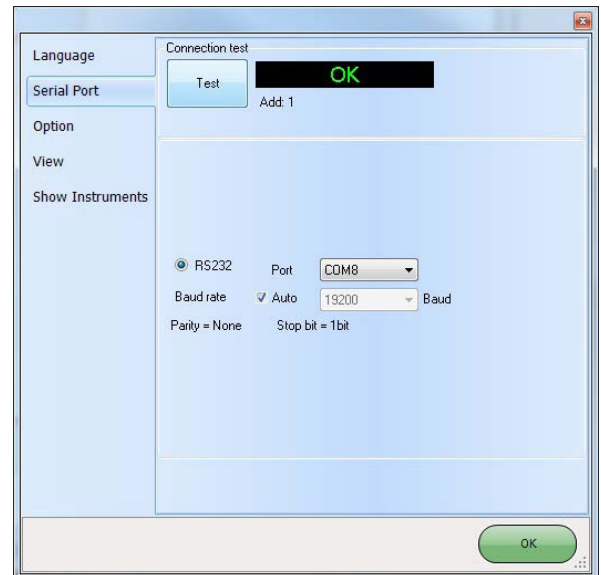 Language
Serial Port
Option
View
Show Instruments
Connection test
Test
OK
Add: 1
RS232 Port COM8
Baud rate Auto 19200 Baud
Parity = None Stop bit = 1bit
OK